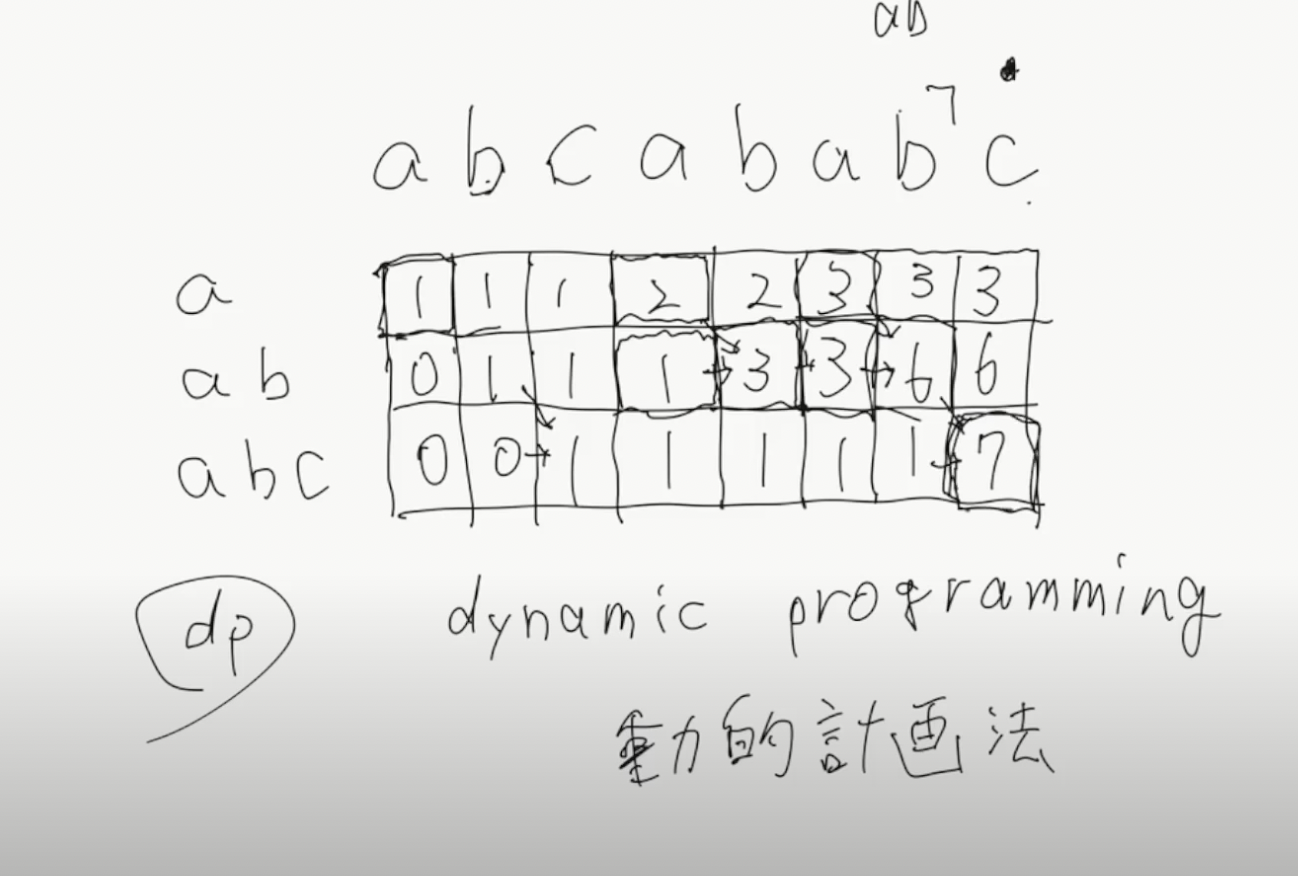 ab
7
a b c a b a b c
a 1 1 1 2 2 3 3 3
ab 0 1 1 1 3 3 6 6
abc 0 0 1 1 1 1 1 7
dp dynamic programming
動的計画法